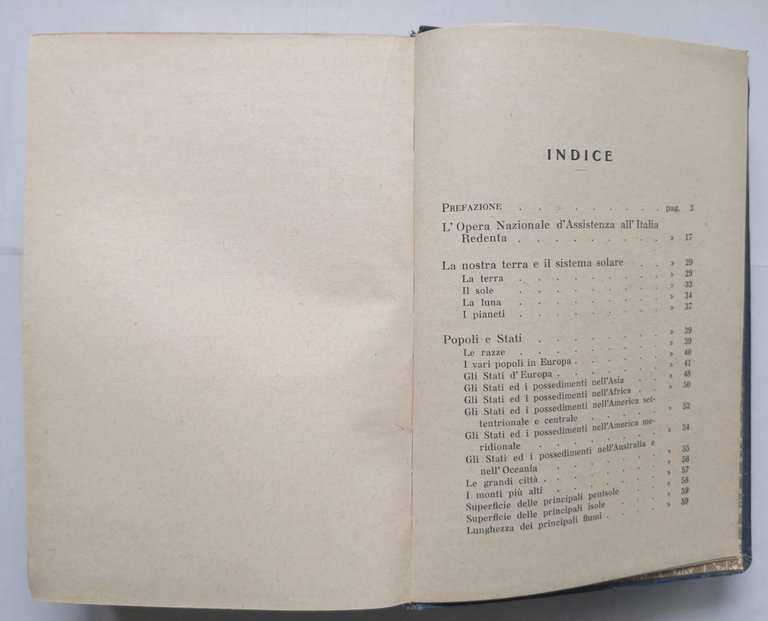 INDICE
PREFAZIONE . . . . . . . . pag. 3
L'Opera Nazionale d'Assistenza all'Italia
Redenta . . . . . . . . » 17
La nostra terra e il sistema solare . . » 29
La terra . . . . . . . . » 29
Il sole . . . . . . . . » 33
La luna . . . . . . . . » 34
I pianeti . . . . . . . . » 37
Popoli e Stati . . . . . . . » 39
Le razze . . . . . . . . » 39
I vari popoli in Europa . . . . » 40
Gli Stati d'Europa . . . . . » 41
Gli Stati ed i possedimenti nell'Asia . . » 48
Gli Stati ed i possedimenti nell'Africa . . » 50
Gli Stati ed i possedimenti nell'America set-
tentrionale e centrale . . . . » 52
Gli Stati ed i possedimenti nell'America me-
ridionale . . . . . . . » 54
Gli Stati ed i possedimenti nell'Australia e
nell'Oceania . . . . . . » 55
Le grandi città . . . . . . » 56
I monti più alti . . . . . . » 57
Superficie delle principali penisole . . » 58
Superficie delle principali isole . . . » 59
Lunghezza dei principali fiumi . . . » 59